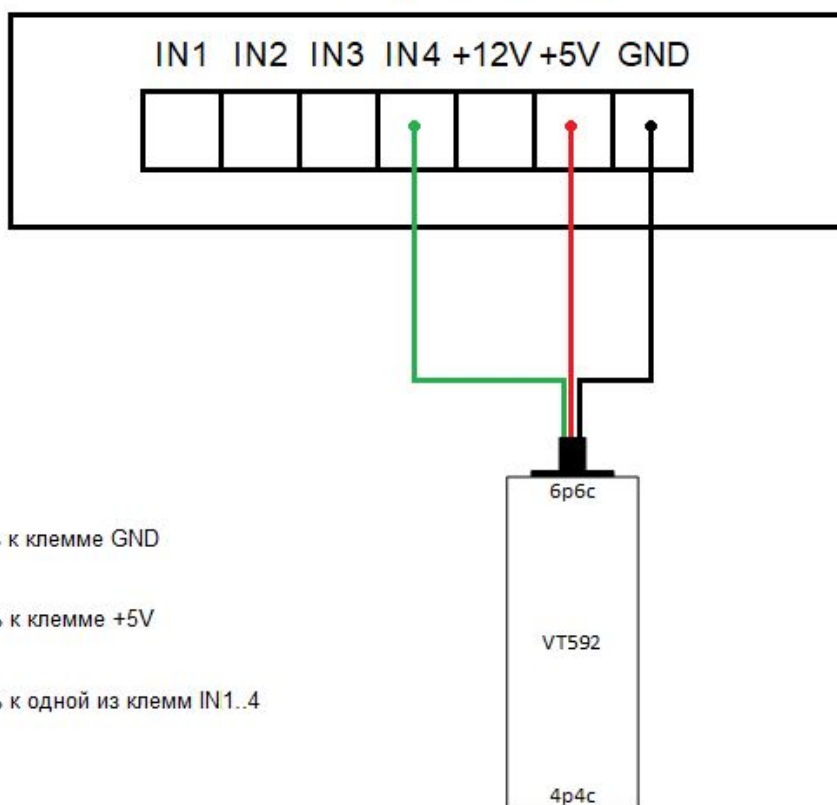 IN1 IN2 IN3 IN4 +12V +5V GND
6p6c
к клемме GND
к клемме +5V
VT592
к одной из клемм IN1..4
4p4c